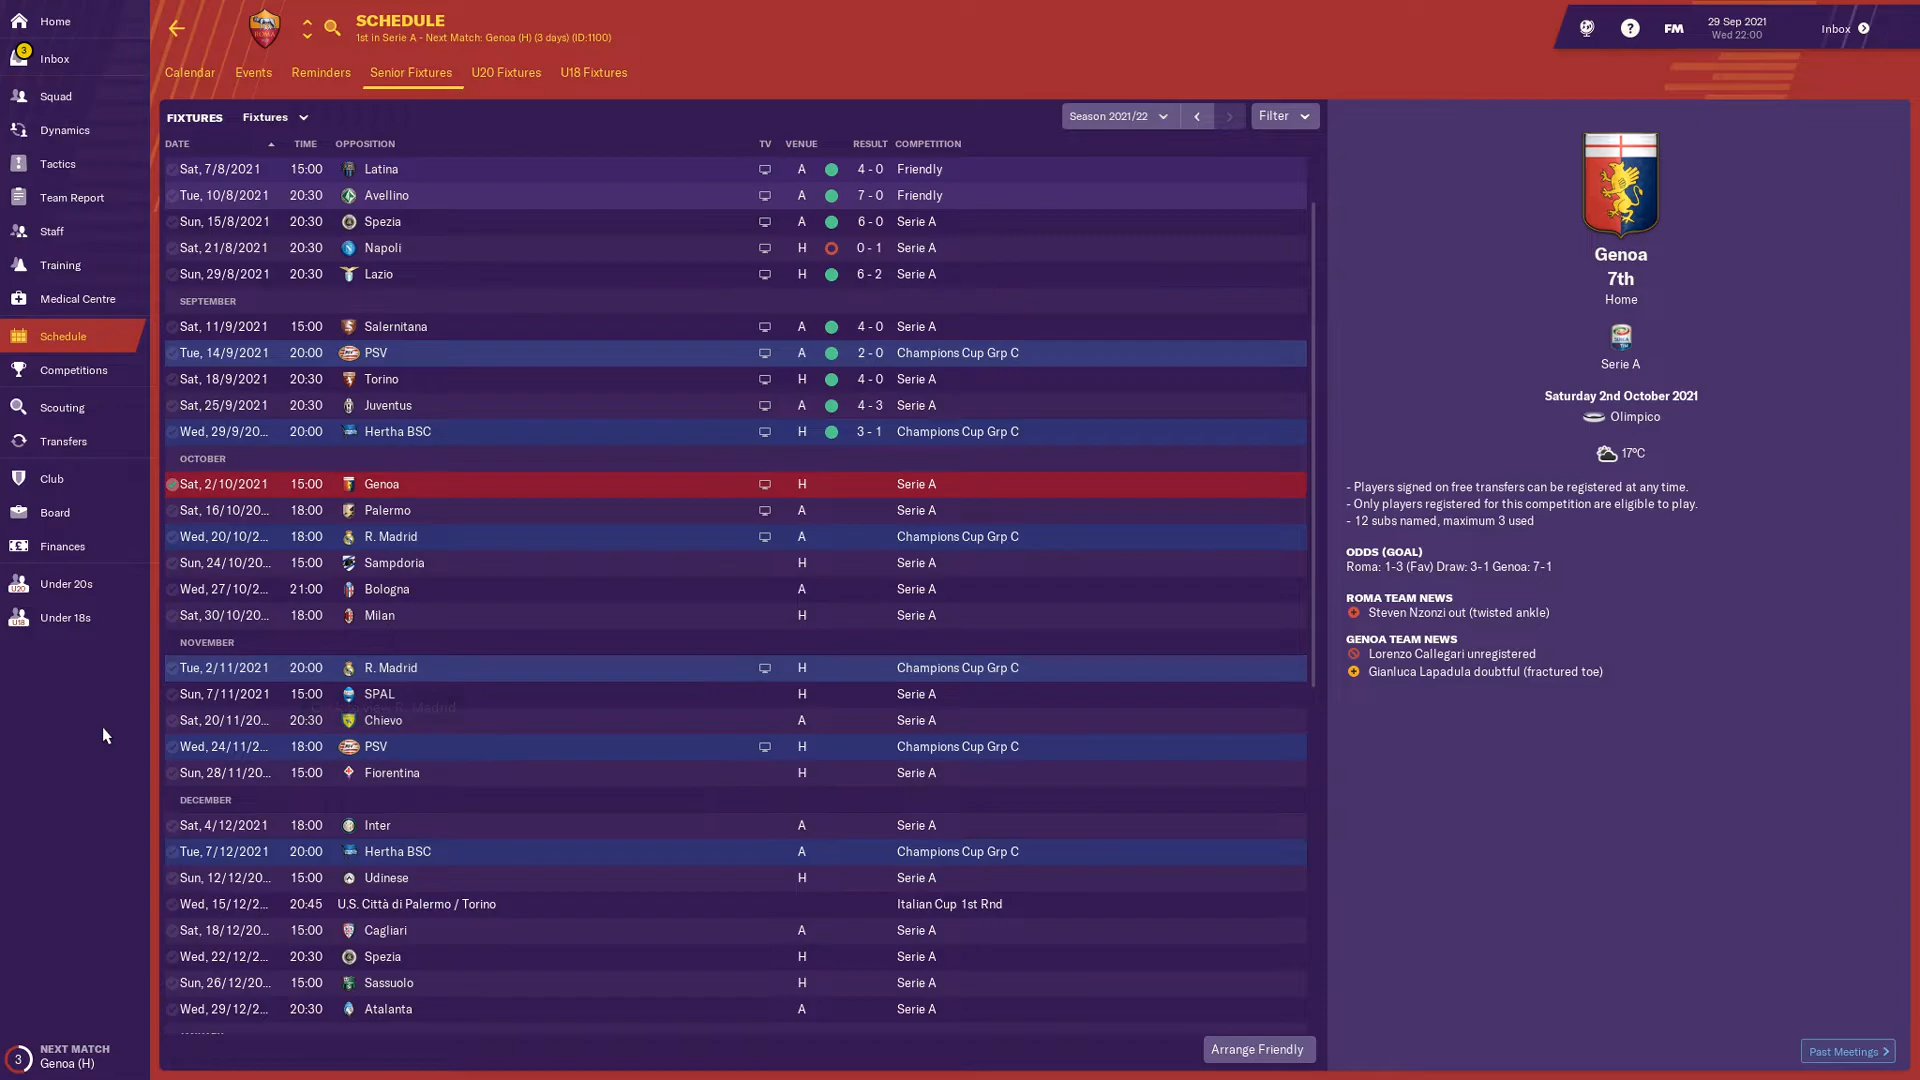 Home
3
Inbox
Squad
Dynamics
Tactics
Team Report
Staff
Training
Medical Centre
Schedule
Competitions
Scouting
Transfers
Club
Board
Finances
U20
Under 20s
U18
Under 18s
3
NEXT MATCH
Genoa (H)
ROMA
SCHEDULE
1st in Serie A - Next Match: Genoa (H) (3 days) (ID:1100)
? FM
29 Sep 2021
Wed 22:00
Inbox
Calendar Events Reminders Senior Fixtures U20 Fixtures U18 Fixtures
FIXTURES Fixtures Season 2021/22 Filter
DATE TIME OPPOSITION TV VENUE RESULT COMPETITION
Sat, 7/8/2021 15:00 Latina A 4 - 0 Friendly
Tue, 10/8/2021 20:30 Avellino A 7 - 0 Friendly
Sun, 15/8/2021 20:30 Spezia A 6 - 0 Serie A
Sat, 21/8/2021 20:30 Napoli H 0 - 1 Serie A
Sun, 29/8/2021 20:30 Lazio H 6 - 2 Serie A
SEPTEMBER
Sat, 11/9/2021 15:00 Salernitana A 4 - 0 Serie A
Tue, 14/9/2021 20:00 PSV A 2 - 0 Champions Cup Grp C
Sat, 18/9/2021 20:30 Torino H 4 - 0 Serie A
Sat, 25/9/2021 20:30 Juventus A 4 - 3 Serie A
Wed, 29/9/20... 20:00 Hertha BSC H 3 - 1 Champions Cup Grp C
OCTOBER
Sat, 2/10/2021 15:00 Genoa H Serie A
Sat, 16/10/20... 18:00 Palermo A Serie A
Wed, 20/10/2... 18:00 R. Madrid A Champions Cup Grp C
Sun, 24/10/20... 15:00 Sampdoria H Serie A
Wed, 27/10/2... 21:00 Bologna A Serie A
Sat, 30/10/20... 18:00 Milan H Serie A
NOVEMBER
Tue, 2/11/2021 20:00 R. Madrid H Champions Cup Grp C
Sun, 7/11/2021 15:00 SPAL H Serie A
Sat, 20/11/20... 20:30 Chievo A Serie A
Wed, 24/11/2... 18:00 PSV H Champions Cup Grp C
Sun, 28/11/20... 15:00 Fiorentina H Serie A
DECEMBER
Sat, 4/12/2021 18:00 Inter A Serie A
Tue, 7/12/2021 20:00 Hertha BSC A Champions Cup Grp C
Sun, 12/12/20... 15:00 Udinese H Serie A
Wed, 15/12/2... 20:45 U.S. Città di Palermo / Torino Italian Cup 1st Rnd
Sat, 18/12/20... 15:00 Cagliari A Serie A
Wed, 22/12/2... 20:30 Spezia H Serie A
Sun, 26/12/20... 15:00 Sassuolo H Serie A
Wed, 29/12/2... 20:30 Atalanta A Serie A
Arrange Friendly
Genoa
7th
Home
Serie A
Saturday 2nd October 2021
Olimpico
17°C
- Players signed on free transfers can be registered at any time.
- Only players registered for this competition are eligible to play.
- 12 subs named, maximum 3 used
ODDS (GOAL)
Roma: 1-3 (Fav) Draw: 3-1 Genoa: 7-1
ROMA TEAM NEWS
Steven Nzonzi out (twisted ankle)
GENOA TEAM NEWS
Lorenzo Callegari unregistered
Gianluca Lapadula doubtful (fractured toe)
Past Meetings